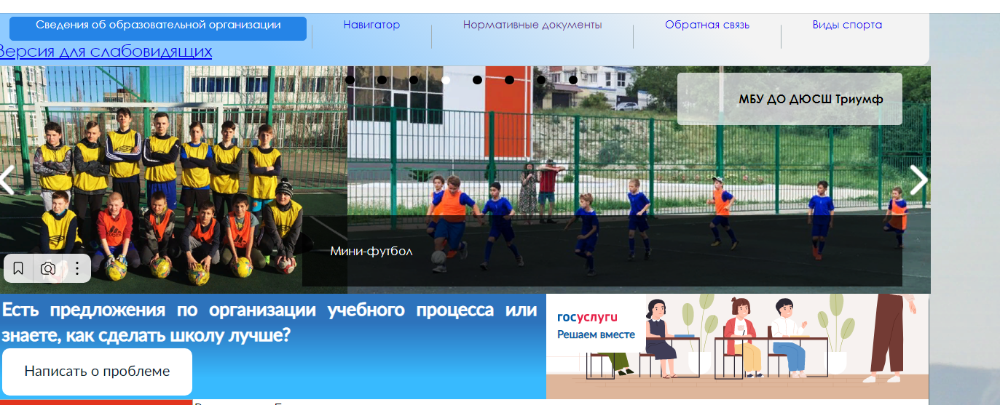 Сведения об образовательной организации
Навигатор
Нормативные документы
Обратная связь
Виды спорта
Версия для слабовидящих
МБУ ДО ДЮСШ Триумф
Мини-футбол
Есть предложения по организации учебного процесса или
знаете, как сделать школу лучше?
Написать о проблеме
госуслуги
Решаем вместе